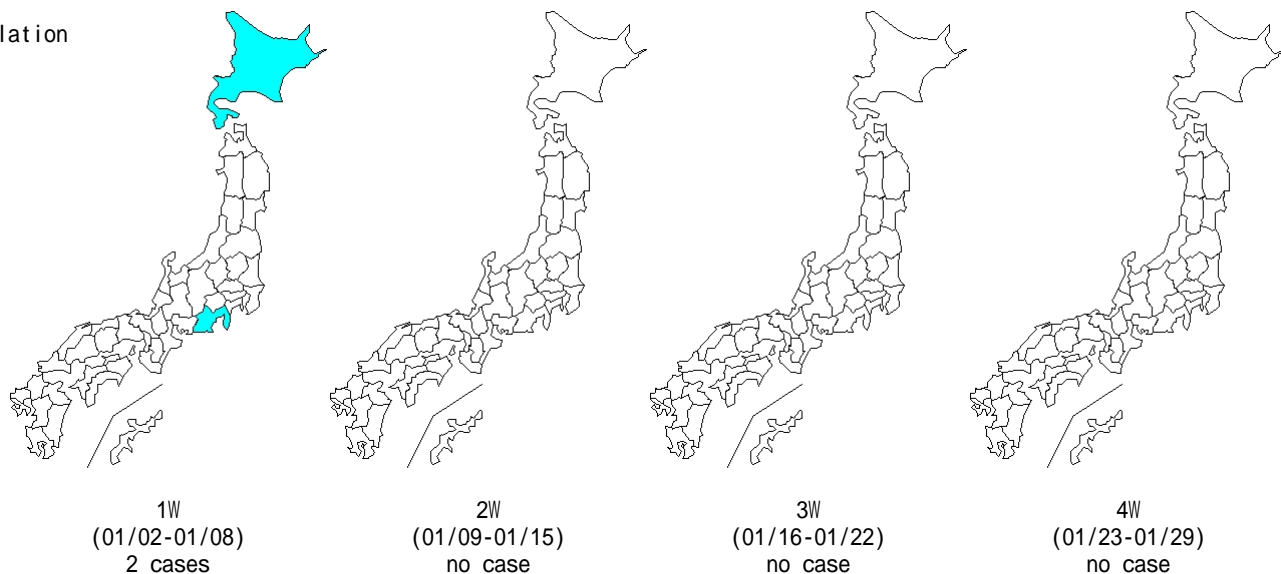 lation
1W
(01/02-01/08)
2 cases
2W
(01/09-01/15)
no case
3W
(01/16-01/22)
no case
4W
(01/23-01/29)
no case